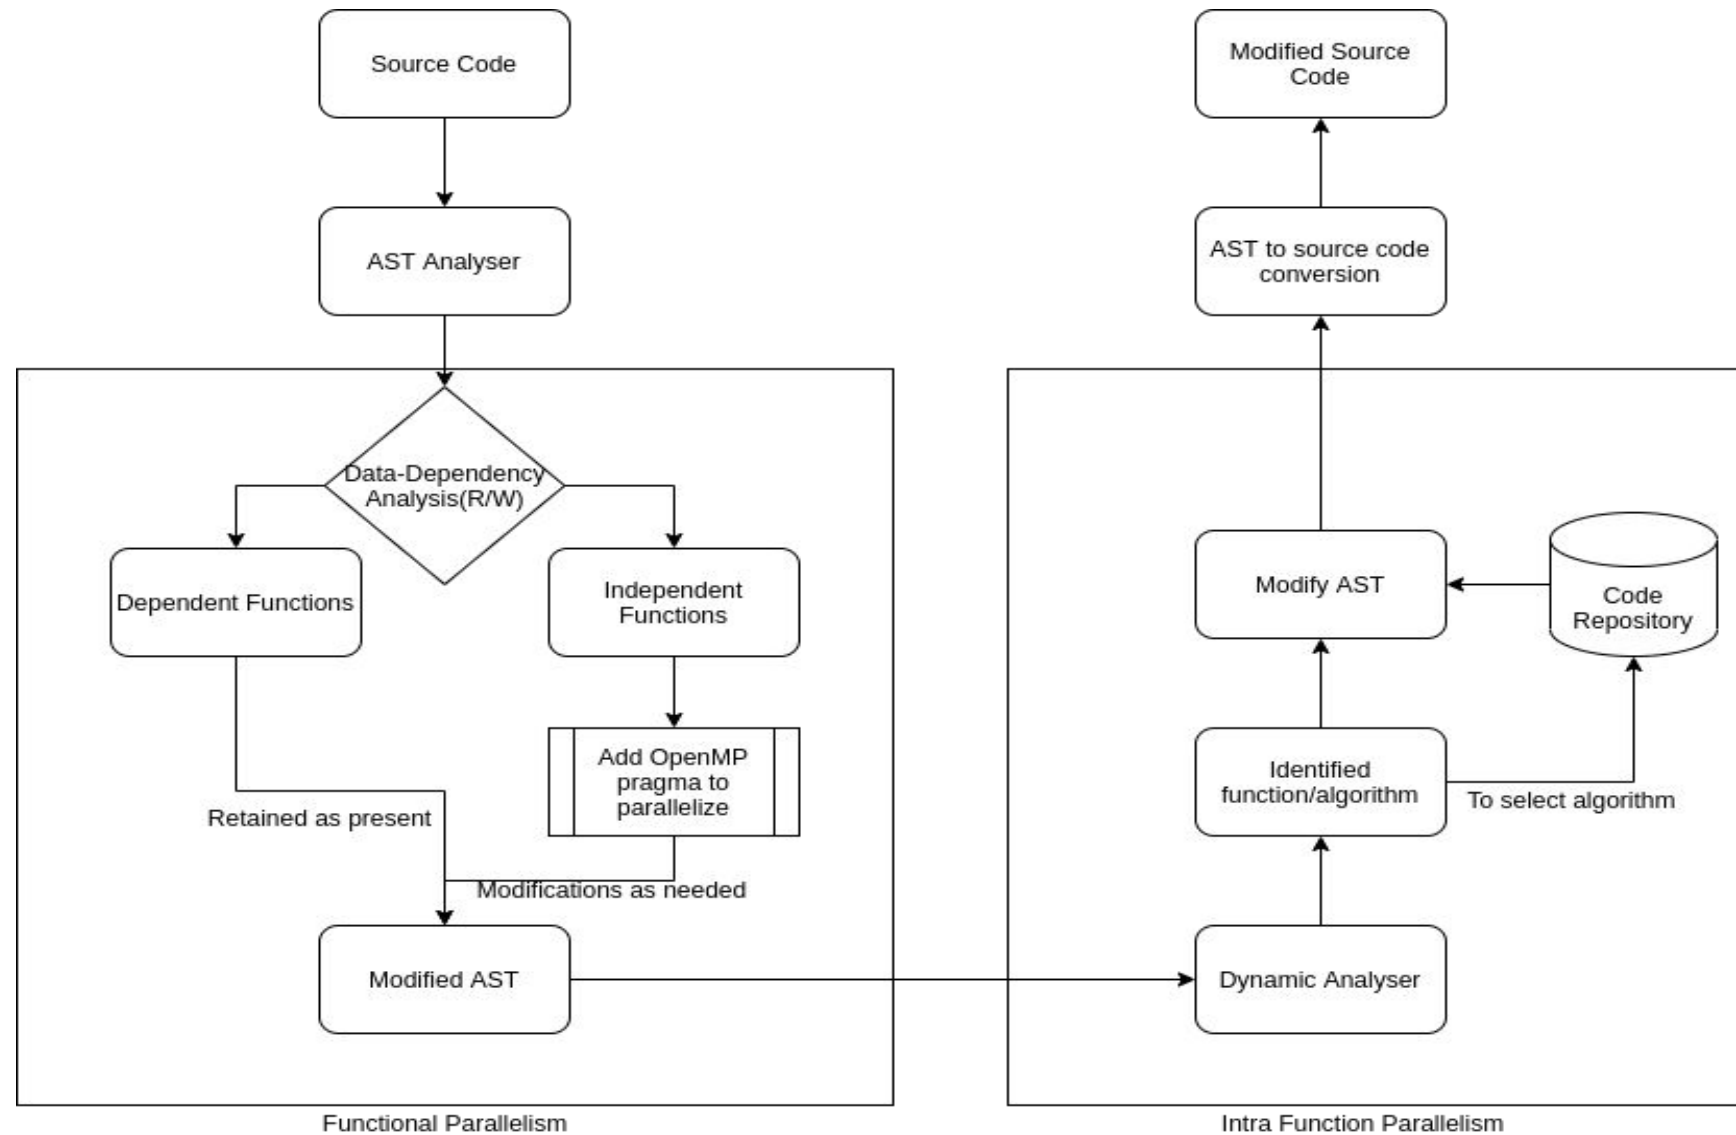 Source Code
AST Analyser
Data-Dependency
Analysis(R/W)
Dependent Functions
Independent
Functions
Add OpenMP
pragma to
parallelize
Retained as present
Modifications as needed
Modified AST
Functional Parallelism
Modified Source
Code
AST to source code
conversion
Modify AST
Code
Repository
Identified
function/algorithm
To select algorithm
Dynamic Analyser
Intra Function Parallelism